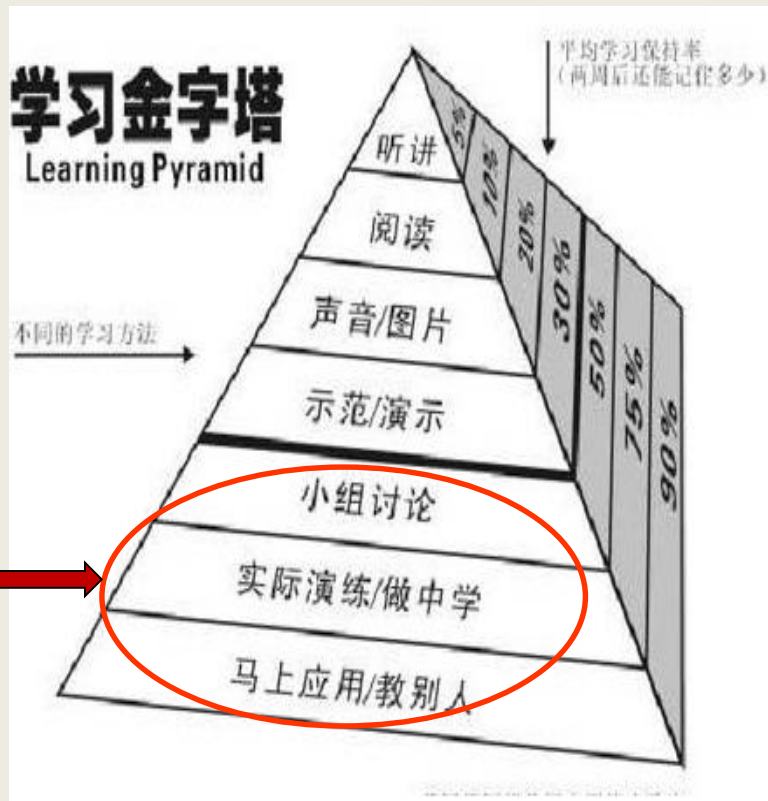 学习金字塔
Learning Pyramid
平均学习保持率
(两周后还能记住多少)
不同的学习方法
听讲
5%
阅读
10%
声音/图片
20%
示范/演示
30%
小组讨论
50%
实际演练/做中学
75%
马上应用/教别人
90%